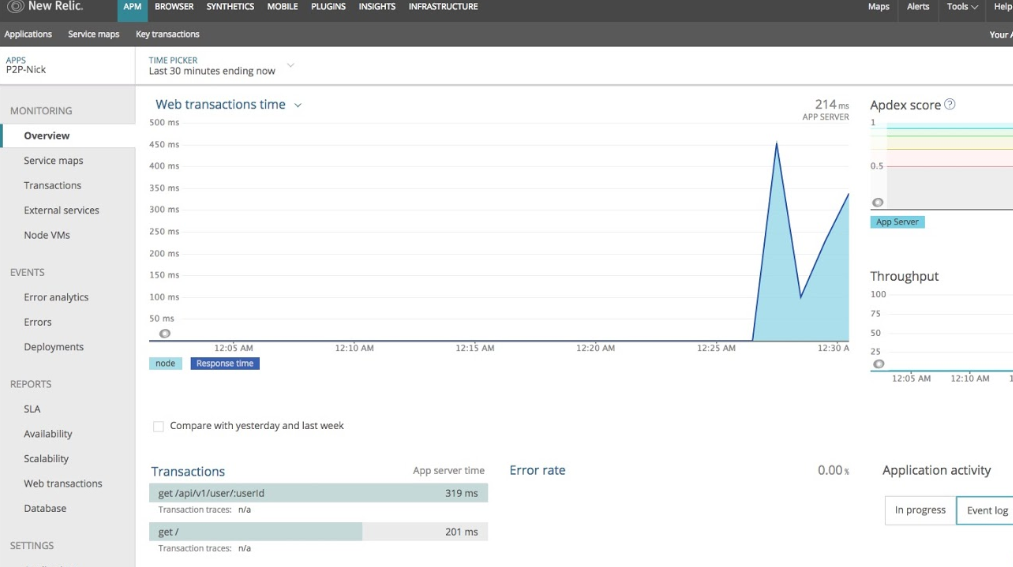 New Relic.
APM BROWSER SYNTHETICS MOBILE PLUGINS INSIGHTS INFRASTRUCTURE
Maps Alerts Tools Help
Applications Service maps Key transactions
Your
APPS
P2P-Nick
TIME PICKER
Last 30 minutes ending now
MONITORING
Overview
Service maps
Transactions
External services
Node VMs
EVENTS
Error analytics
Errors
Deployments
REPORTS
SLA
Availability
Scalability
Web transactions
Database
SETTINGS
Web transactions time
214 ms
APP SERVER
500 ms
450 ms
400 ms
350 ms
300 ms
250 ms
200 ms
150 ms
100 ms
50 ms
12:05 AM 12:10 AM 12:15 AM 12:20 AM 12:25 AM 12:30 A
node Response time
Compare with yesterday and last week
Transactions App server time
get /api/v1/user/:userId 319 ms
Transaction traces: n/a
get / 201 ms
Transaction traces: n/a
Error rate 0.00 %
Apdex score ?
1
0.5
App Server
Throughput
100
75
50
25
12:05 AM 12:10 AM 1
Application activity
In progress Event log